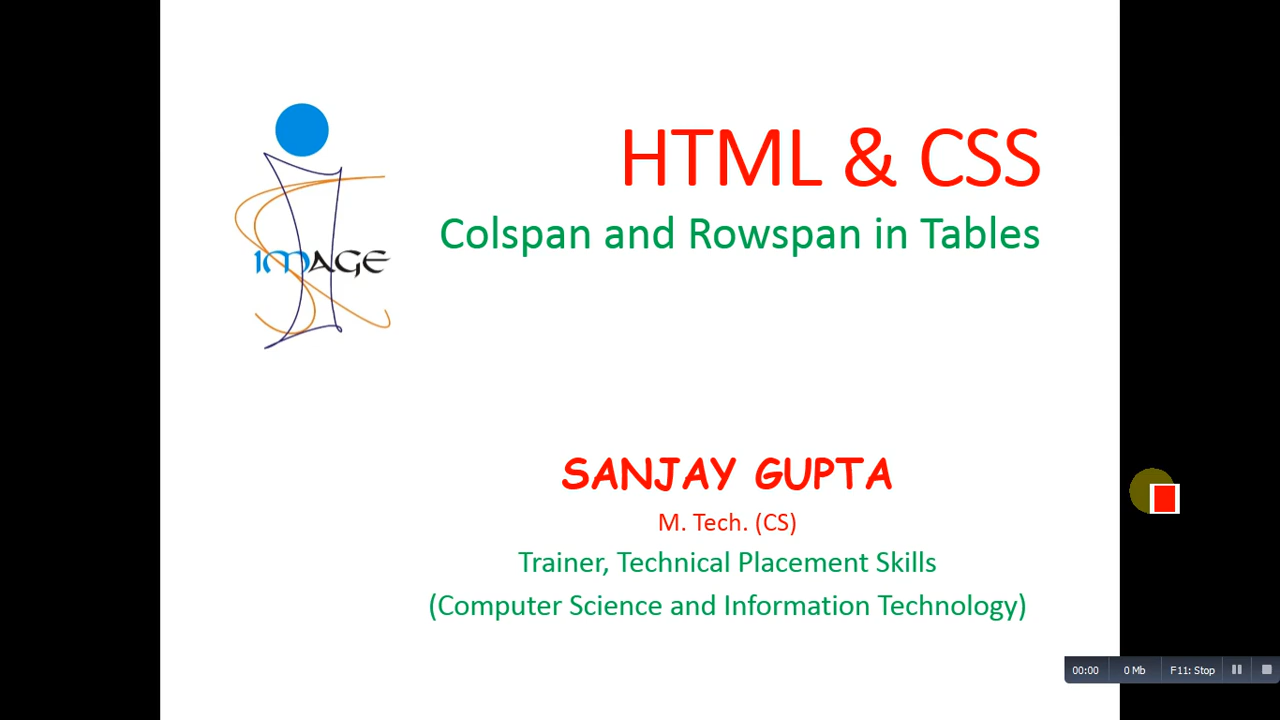 HTML & CSS
Colspan and Rowspan in Tables
IMAGE
SANJAY GUPTA
M. Tech. (CS)
Trainer, Technical Placement Skills
(Computer Science and Information Technology)
00:00 0 Mb F11: Stop